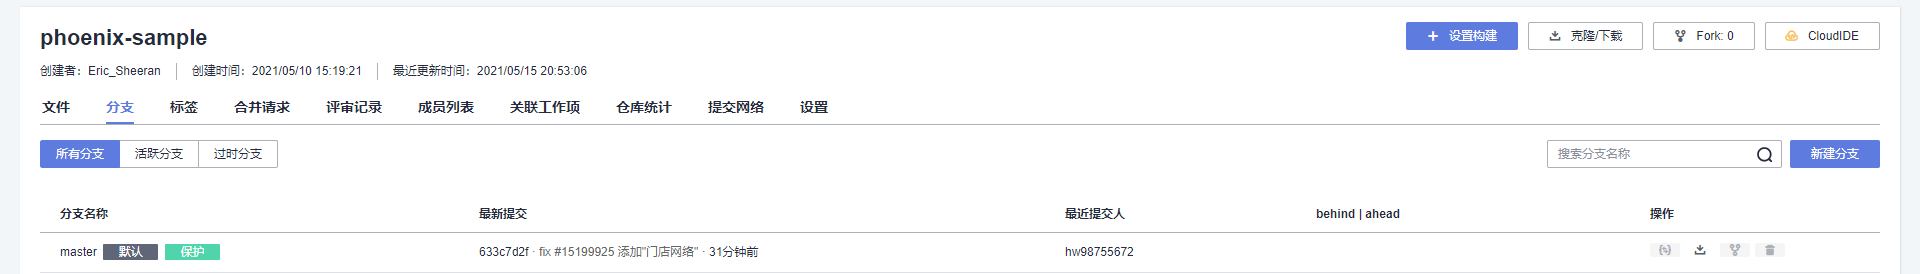 phoenix-sample
设置构建 克隆/下载 Fork: 0 CloudIDE
创建者：Eric_Sheeran 创建时间：2021/05/10 15:19:21 最近更新时间：2021/05/15 20:53:06
文件 分支 标签 合并请求 评审记录 成员列表 关联工作项 仓库统计 提交网络 设置
所有分支 活跃分支 过时分支 搜索分支名称 新建分支
分支名称 最新提交 最近提交人 behind | ahead 操作
master 默认 保护 633c7d2f · fix #15199925 添加"门店网络" · 31分钟前 hw98755672